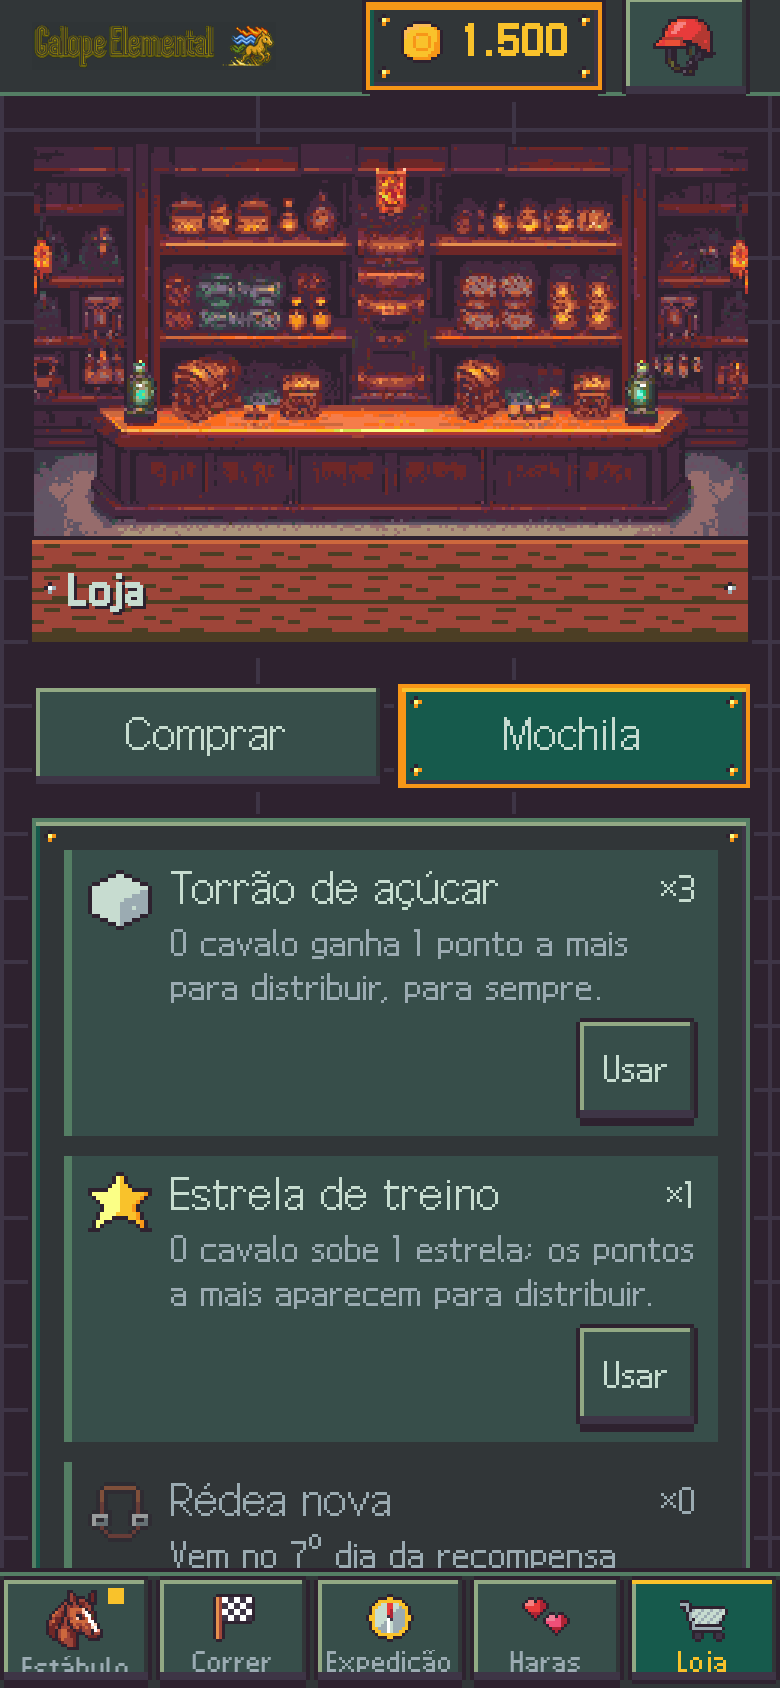 Galope Elemental
1.500
Loja
Comprar
Mochila
Torrão de açúcar
×3
O cavalo ganha 1 ponto a mais
para distribuir, para sempre.
Usar
Estrela de treino
×1
O cavalo sobe 1 estrela; os pontos
a mais aparecem para distribuir.
Usar
Rédea nova
×0
Vem no 7º dia da recompensa
Estábulo
Correr
Expedição
Haras
Loja